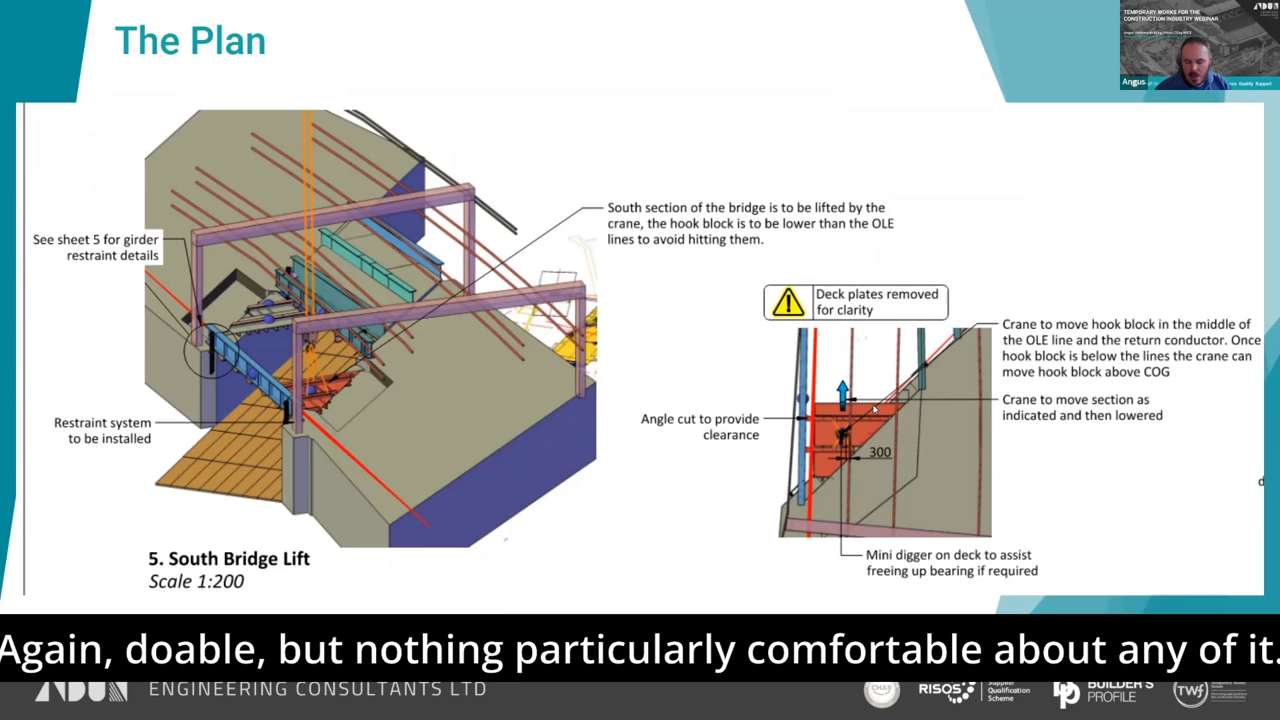 The Plan
TEMPORARY WORKS FOR THE
CONSTRUCTION INDUSTRY WEBINAR
Angus
Quality Support
See sheet 5 for girder
restraint details
South section of the bridge is to be lifted by the
crane, the hook block is to be lower than the OLE
lines to avoid hitting them.
Deck plates removed
for clarity
Crane to move hook block in the middle of
the OLE line and the return conductor. Once
hook block is below the lines the crane can
move hook block above COG
Crane to move section as
indicated and then lowered
Restraint system
to be installed
Angle cut to provide
clearance
300
d
Mini digger on deck to assist
freeing up bearing if required
5. South Bridge Lift
Scale 1:200
Again, doable, but nothing particularly comfortable about any of it.
ADUN ENGINEERING CONSULTANTS LTD
CHAS
RISQS
Supplier
Qualification
Scheme
BUILDER'S
PROFILE
TWf